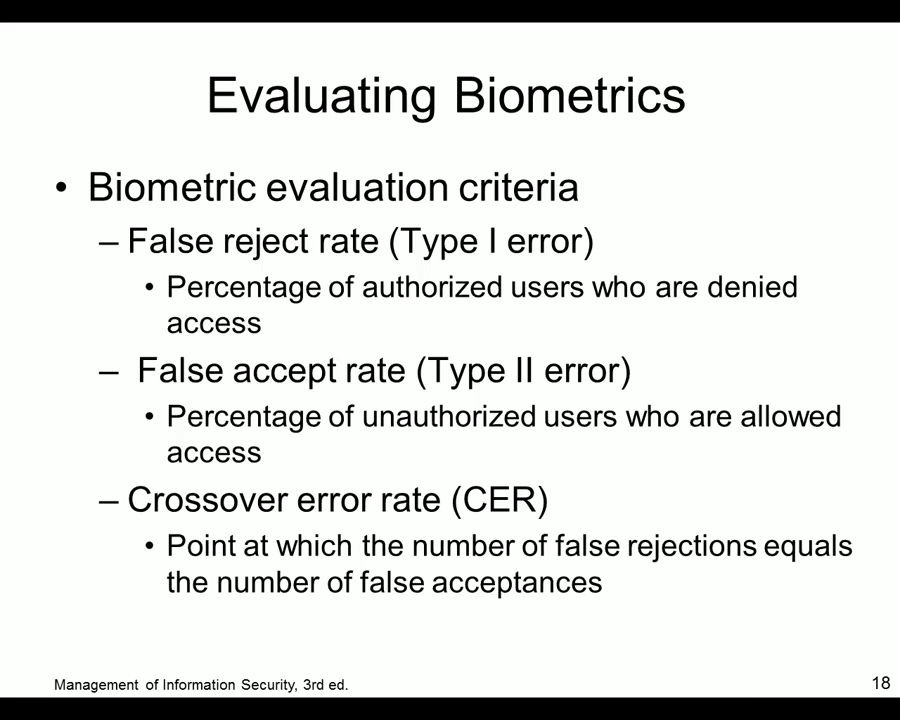 Evaluating Biometrics
• Biometric evaluation criteria
– False reject rate (Type I error)
• Percentage of authorized users who are denied
access
– False accept rate (Type II error)
• Percentage of unauthorized users who are allowed
access
– Crossover error rate (CER)
• Point at which the number of false rejections equals
the number of false acceptances
Management of Information Security, 3rd ed.
18